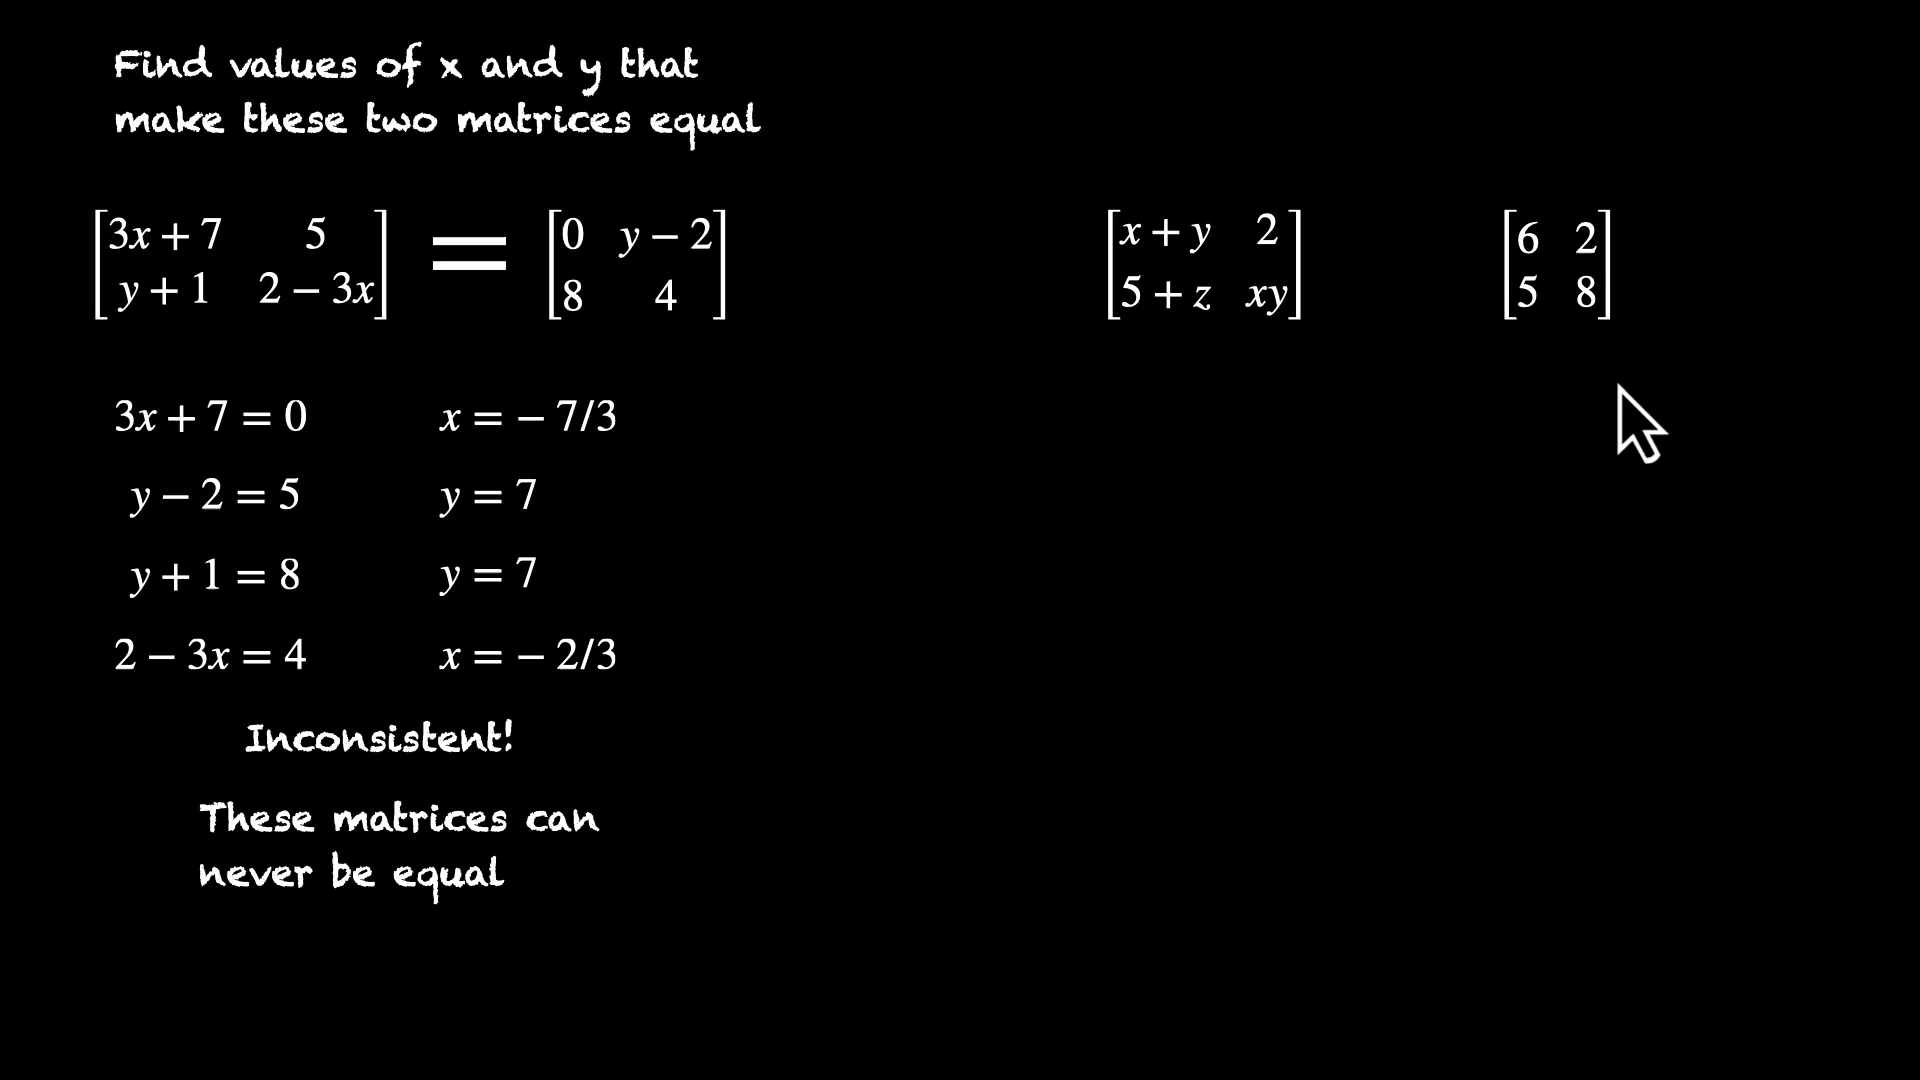 Find values of x and y that
make these two matrices equal
[3x + 7 5
y + 1 2 − 3x] = [0 y − 2
8 4]
[x + y 2
5 + z xy]
[6 2
5 8]
3x + 7 = 0 x = − 7/3
y − 2 = 5 y = 7
y + 1 = 8 y = 7
2 − 3x = 4 x = − 2/3
Inconsistent!
These matrices can
never be equal